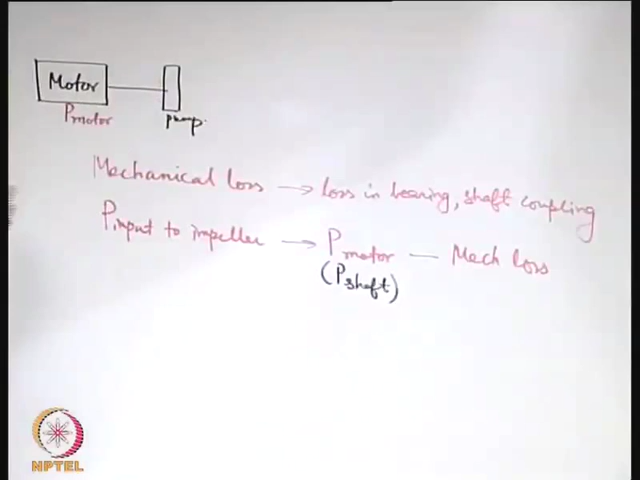 Motor
Pmotor
pump.
Mechanical loss → loss in bearing, shaft coupling
Pinput to impeller → Pmotor — Mech loss
(Pshaft)
NPTEL